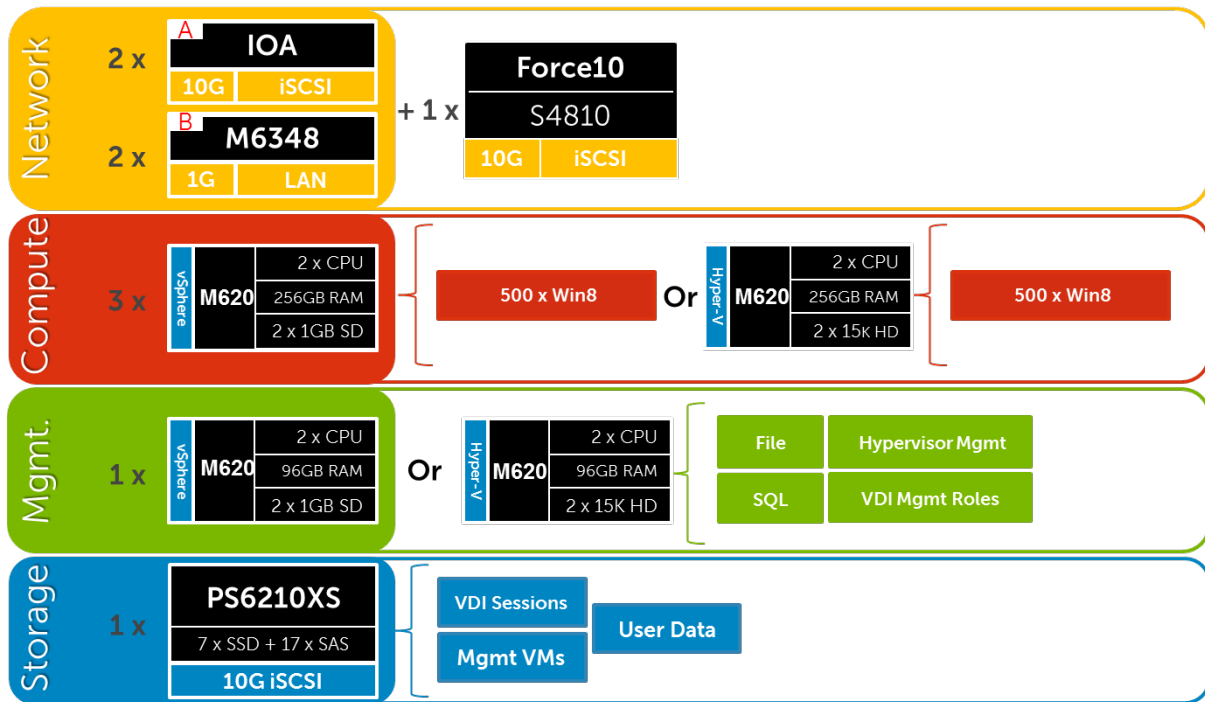 Network
2 x
A
IOA
10G
iSCSI
2 x
B
M6348
1G
LAN
+ 1 x
Force10
S4810
10G
iSCSI
Compute
3 x
vSphere
M620
2 x CPU
256GB RAM
2 x 1GB SD
500 x Win8
Or
Hyper-V
M620
2 x CPU
256GB RAM
2 x 15K HD
500 x Win8
Mgmt.
1 x
vSphere
M620
2 x CPU
96GB RAM
2 x 1GB SD
Or
Hyper-V
M620
2 x CPU
96GB RAM
2 x 15K HD
File
Hypervisor Mgmt
SQL
VDI Mgmt Roles
Storage
1 x
PS6210XS
7 x SSD + 17 x SAS
10G iSCSI
VDI Sessions
Mgmt VMs
User Data